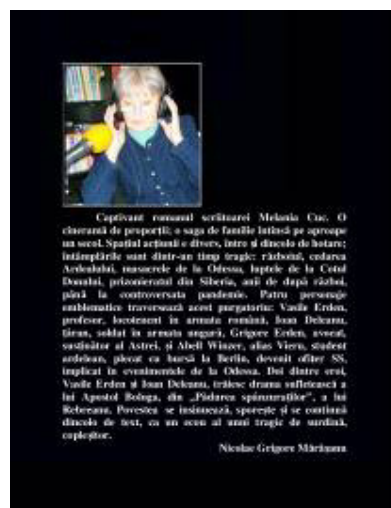 Captivant romanul scriitoarei Melania Cuc. O
cineramă de proporții; o saga de familie întinsă pe aproape
un secol. Spațiul acțiunii e divers, între și dincolo de hotare;
întâmplările sunt dintr-un timp tragic: războiul, cedarea
Ardealului, masacrele de la Odessa, luptele de la Cotul
Donului, prizonieratul din Siberia, anii de după război,
până la controversata pandemie. Patru personaje
emblematice traversează acest purgatoriu: Vasile Erden,
profesor, locotenent în armata română, Ioan Deleanu,
țăran, soldat în armata ungară, Grigore Erden, avocat,
susținător al Astrei, și Abell Winzer, alias Vieru, student
ardelean, plecat cu bursă la Berlin, devenit ofițer SS,
implicat în evenimentele de la Odessa. Doi dintre eroi,
Vasile Erden și Ioan Deleanu, trăiesc drama sufletească a
lui Apostol Bologa, din „Pădurea spânzuraților”, a lui
Rebreanu. Povestea se insinuează, sporește și se continuă
dincolo de text, ca un ecou al unui tragic de surdină,
copleșitor.
Nicolae Grigore Mărășanu